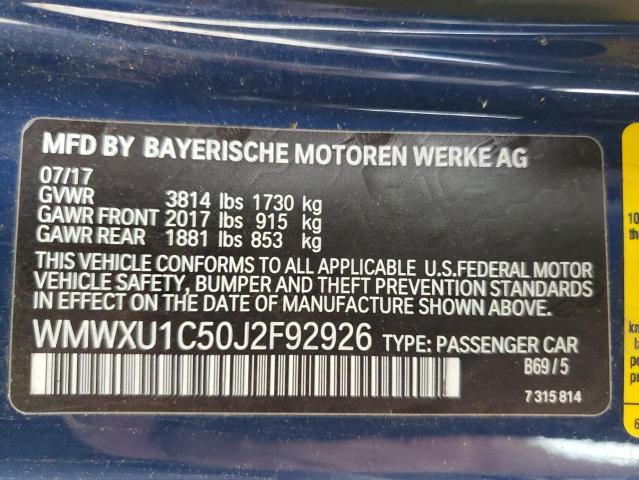 MFD BY BAYERISCHE MOTOREN WERKE AG
07/17
GVWR 3814 lbs 1730 kg
GAWR FRONT 2017 lbs 915 kg
GAWR REAR 1881 lbs 853 kg
THIS VEHICLE CONFORMS TO ALL APPLICABLE U.S.FEDERAL MOTOR
VEHICLE SAFETY, BUMPER AND THEFT PREVENTION STANDARDS
IN EFFECT ON THE DATE OF MANUFACTURE SHOWN ABOVE.
WMWXU1C50J2F92926 TYPE: PASSENGER CAR
B69/5
7 315 814